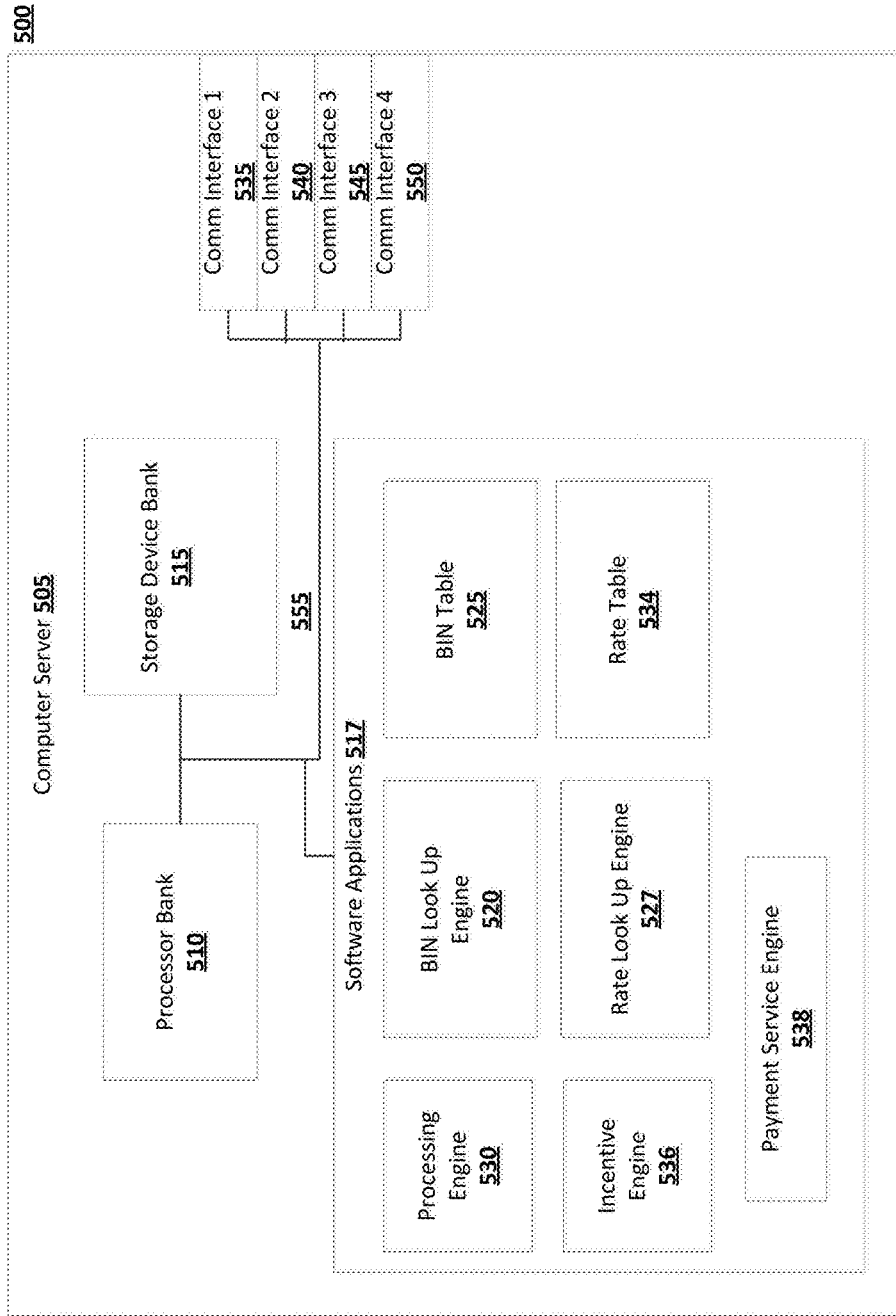 500
Computer Server 505
Processor Bank
510
Storage Device Bank
515
555
Comm Interface 1
535
Comm Interface 2
540
Comm Interface 3
545
Comm Interface 4
550
Software Applications 517
Processing
Engine
530
BIN Look Up
Engine
520
BIN Table
525
Incentive
Engine
536
Rate Look Up Engine
527
Rate Table
534
Payment Service Engine
538